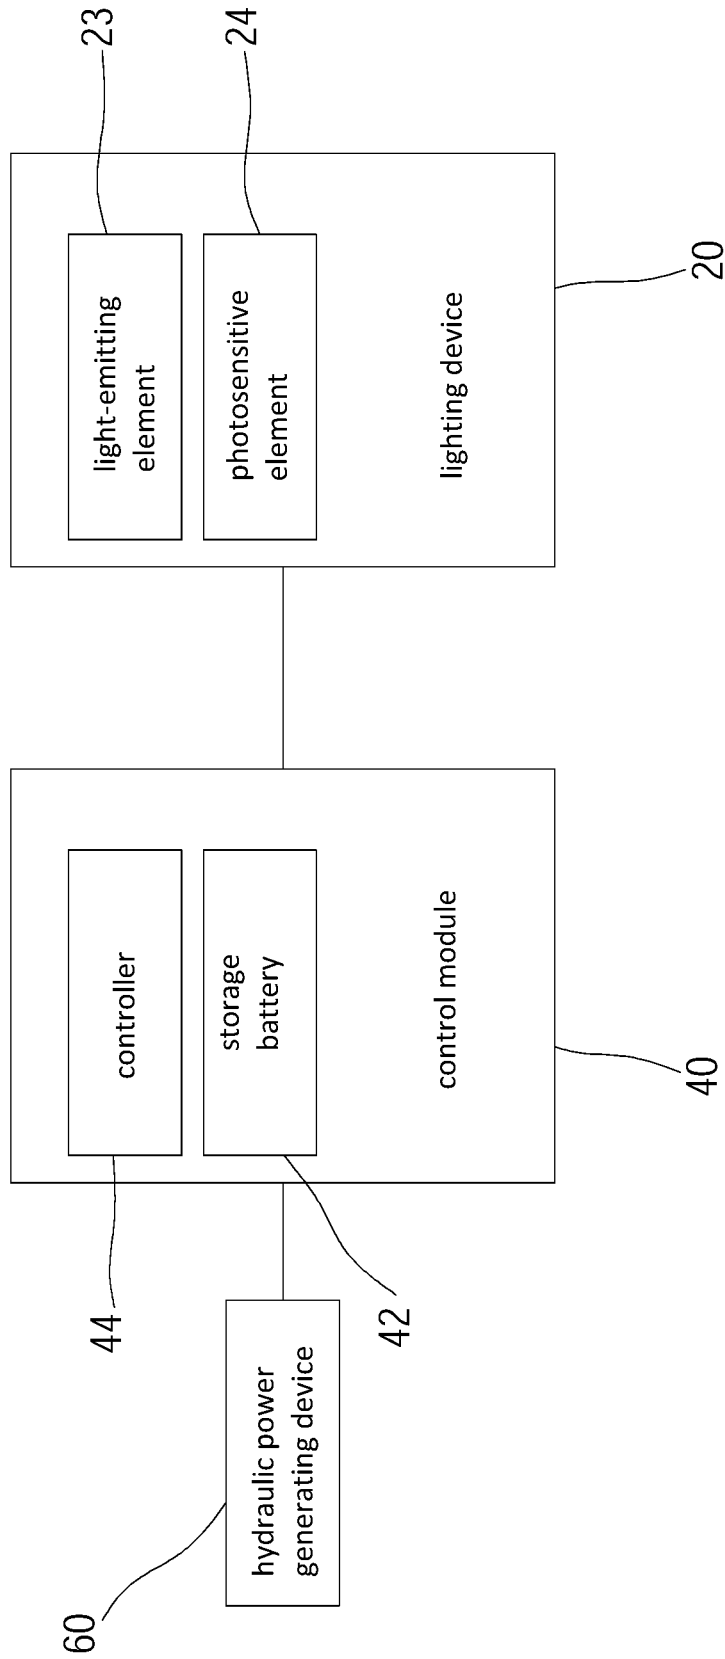 60
hydraulic power
generating device
44
controller
storage
battery
42
control module
40
23
light-emitting
element
24
photosensitive
element
lighting device
20